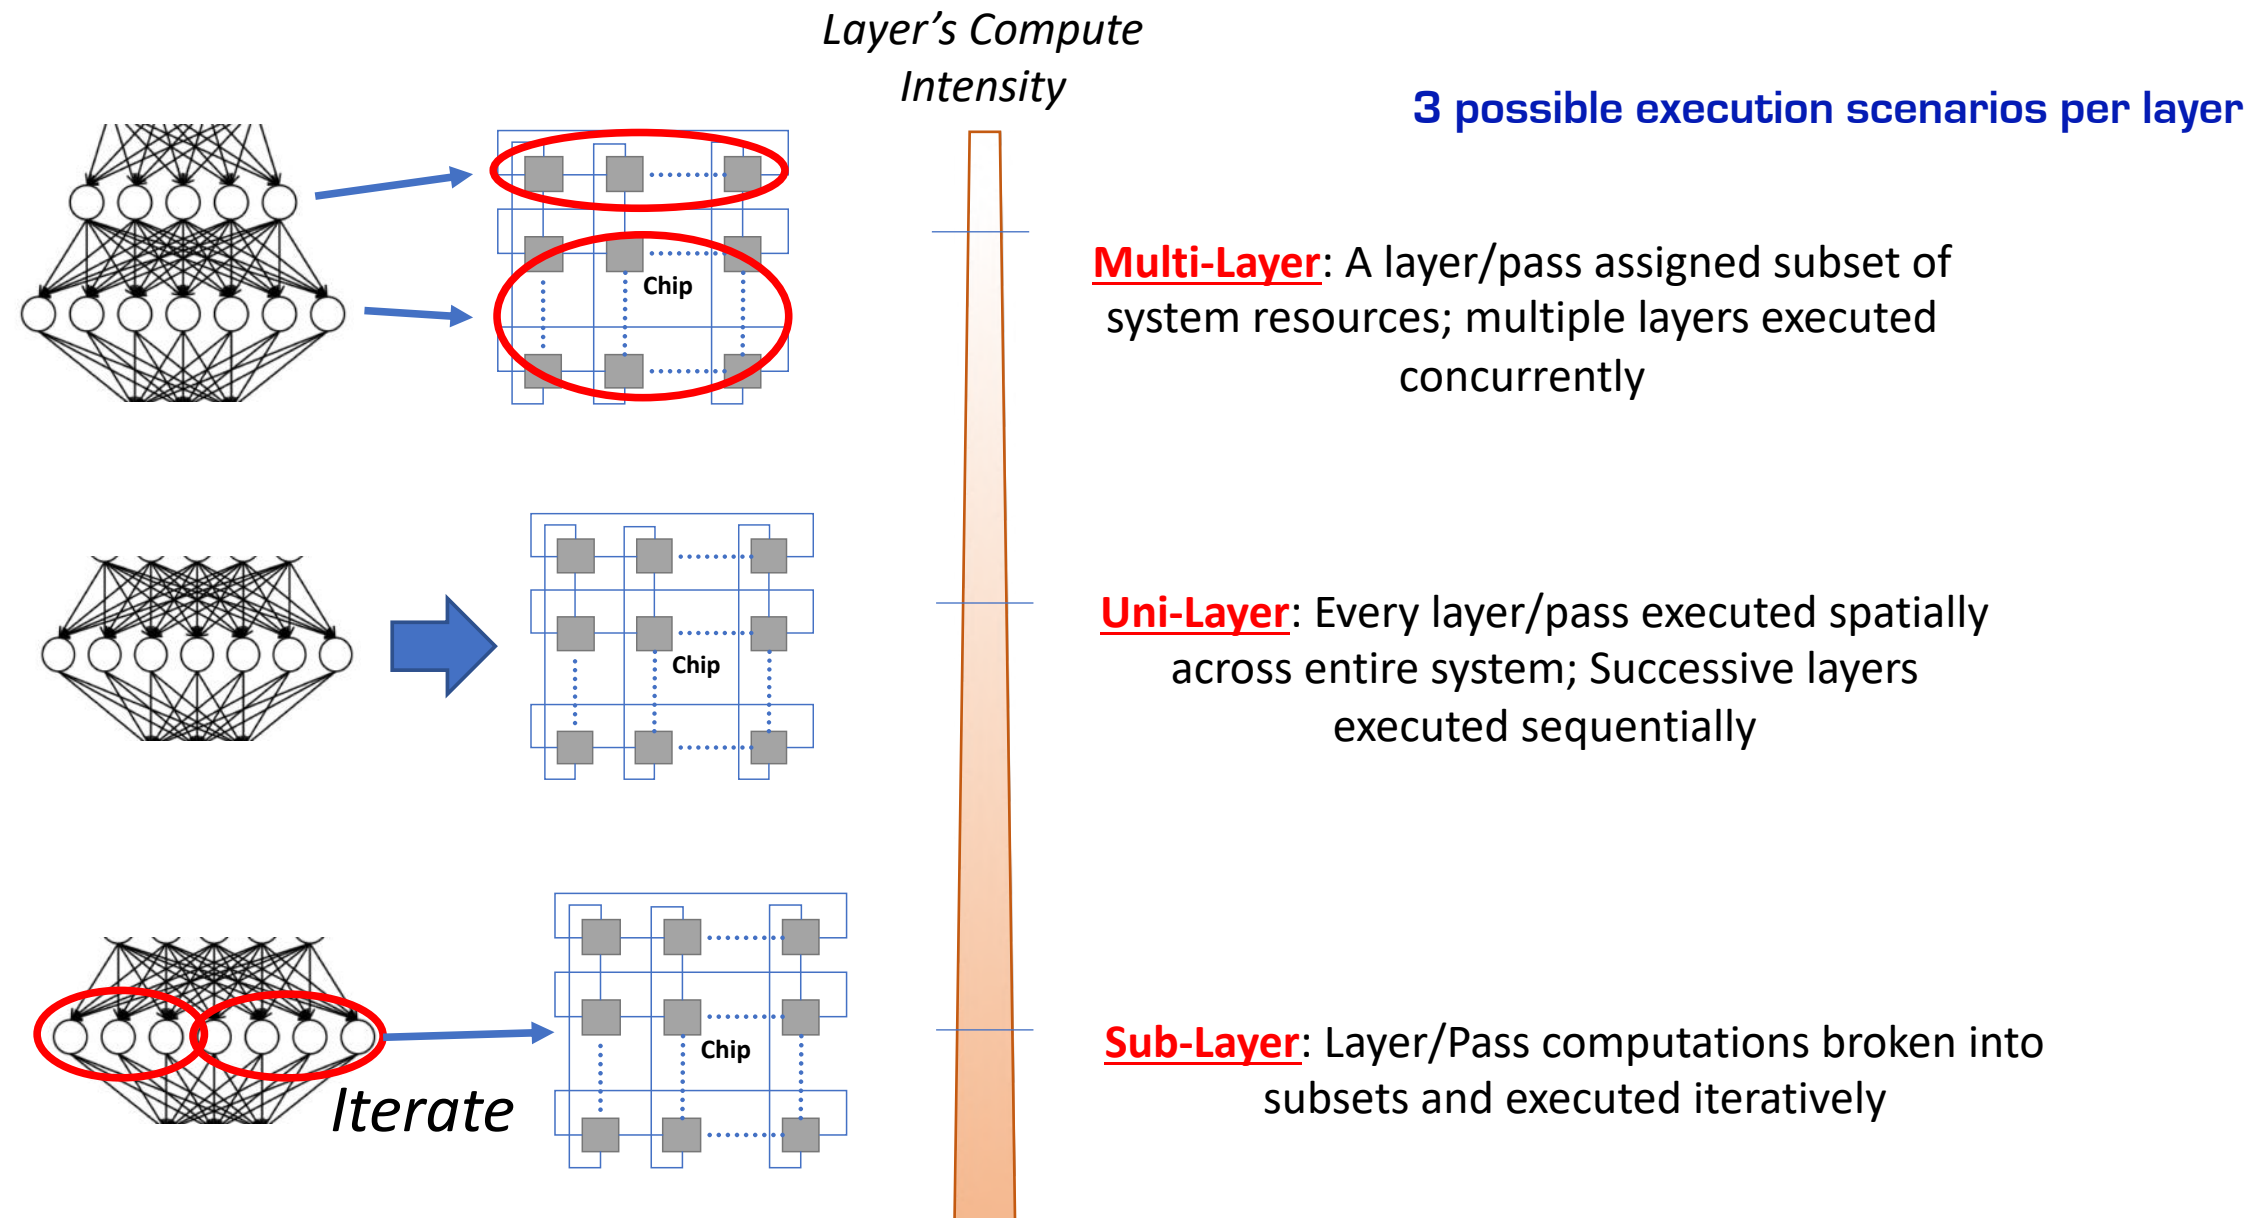 Layer's Compute
Intensity
3 possible execution scenarios per layer
Chip
Multi-Layer: A layer/pass assigned subset of
system resources; multiple layers executed
concurrently
Chip
Uni-Layer: Every layer/pass executed spatially
across entire system; Successive layers
executed sequentially
Chip
Iterate
Sub-Layer: Layer/Pass computations broken into
subsets and executed iteratively